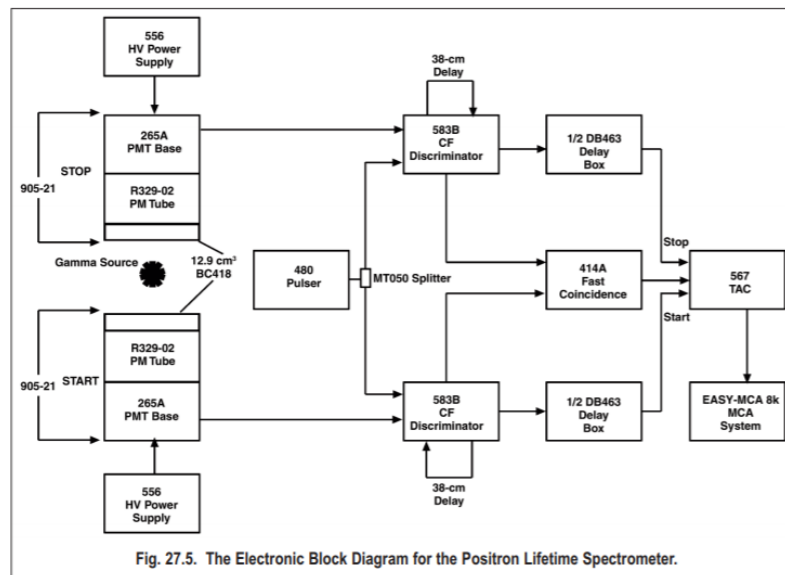 556
HV Power
Supply
265A
PMT Base
STOP
905-21
R329-02
PM Tube
Gamma Source
12.9 cm³
BC418
R329-02
PM Tube
905-21
START
265A
PMT Base
556
HV Power
Supply
38-cm
Delay
583B
CF
Discriminator
1/2 DB463
Delay
Box
480
Pulser
MT050 Splitter
414A
Fast
Coincidence
Stop
567
TAC
Start
583B
CF
Discriminator
1/2 DB463
Delay
Box
EASY-MCA 8k
MCA
System
38-cm
Delay
Fig. 27.5. The Electronic Block Diagram for the Positron Lifetime Spectrometer.